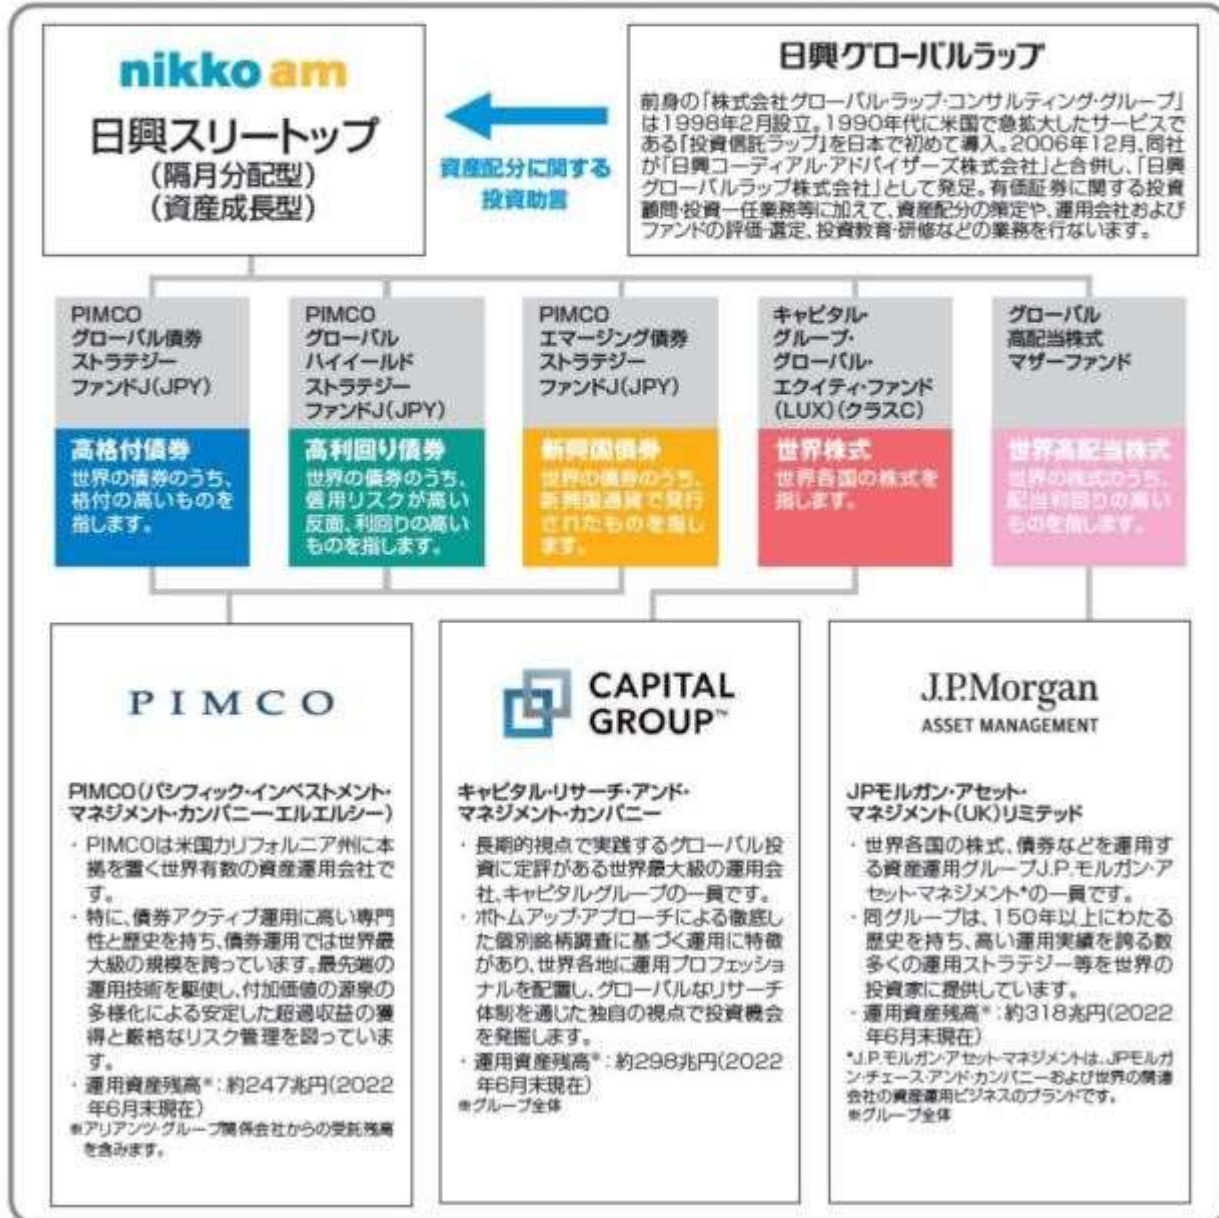 nikko am
日興スリートップ
(隔月分配型)
(資産成長型)
資産配分に関する
投資助言
日興グローバルラップ
前身の「株式会社グローバル・ラップ・コンサルティング・グループ」
は1998年2月設立。1990年代に米国で急拡大したサービスで
ある「投資信託ラップ」を日本で初めて導入。2006年12月、同社
が「日興コーディアル・アドバイザーズ株式会社」と合併し、「日興
グローバルラップ株式会社」として発足。有価証券に関する投資
顧問・投資一任業務等に加えて、資産配分の策定や、運用会社および
ファンドの評価・選定、投資教育・研修などの業務を行ないます。
PIMCO
グローバル債券
ストラテジー
ファンドJ(JPY)
高格付債券
世界の債券のうち、
格付の高いものを
指します。
PIMCO
グローバル
ハイイールド
ストラテジー
ファンドJ(JPY)
高利回り債券
世界の債券のうち、
信用リスクが高い
反面、利回りの高い
ものを指します。
PIMCO
エマージング債券
ストラテジー
ファンドJ(JPY)
新興国債券
世界の債券のうち、
新興国通貨で発行
されたものを指し
ます。
キャピタル・
グループ・
グローバル・
エクイティ・ファンド
(LUX)(クラスC)
世界株式
世界各国の株式を
指します。
グローバル
高配当株式
マザーファンド
世界高配当株式
世界の株式のうち、
配当利回りの高い
ものを指します。
PIMCO
PIMCO(パシフィック・インベストメント・
マネジメント・カンパニー・エルエルシー)
・PIMCOは米国カリフォルニア州に本
拠を置く世界有数の資産運用会社で
す。
・特に、債券アクティブ運用に高い専門
性と歴史を持ち、債券運用では世界最
大級の規模を誇っています。最先端の
運用技術を駆使し、付加価値の源泉の
多様化による安定した超過収益の獲
得と厳格なリスク管理を図っていま
す。
・運用資産残高※:約247兆円(2022
年6月末現在)
※アリアンツ・グループ関係会社からの受託残高
を含みます。
CAPITAL
GROUP™
キャピタル・リサーチ・アンド・
マネジメント・カンパニー
・長期的視点で実践するグローバル投
資に定評がある世界最大級の運用会
社、キャピタル・グループの一員です。
・ボトムアップ・アプローチによる徹底し
た個別銘柄調査に基づく運用に特徴
があり、世界各地に運用プロフェッショ
ナルを配置し、グローバルなリサーチ
体制を通じた独自の視点で投資機会
を発掘します。
・運用資産残高※:約298兆円(2022
年6月末現在)
※グループ全体
J.P.Morgan
ASSET MANAGEMENT
JPモルガン・アセット・
マネジメント(UK)リミテッド
・世界各国の株式、債券などを運用す
る資産運用グループJ.P.モルガン・ア
セット・マネジメント*の一員です。
・同グループは、150年以上にわたる
歴史を持ち、高い運用実績を誇る数
多くの運用ストラテジー等を世界の
投資家に提供しています。
・運用資産残高※:約318兆円(2022
年6月末現在)
*J.P.モルガン・アセット・マネジメントは、JPモルガ
ン・チェース・アンド・カンパニーおよび世界の関連
会社の資産運用ビジネスのブランドです。
※グループ全体